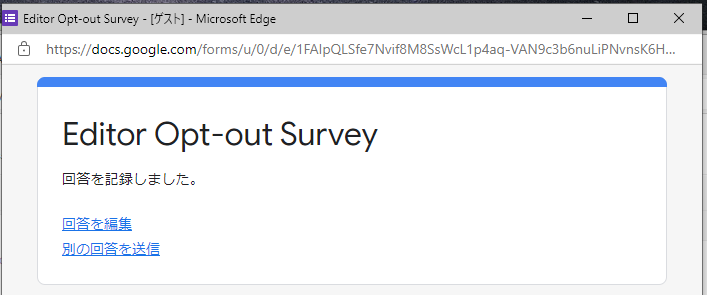 Editor Opt-out Survey - [ゲスト] - Microsoft Edge
https://docs.google.com/forms/u/0/d/e/1FAIpQLSfe7Nvif8M8SsWcL1p4aq-VAN9c3b6nuLiPNvnsK6H...
Editor Opt-out Survey
回答を記録しました。
回答を編集
別の回答を送信